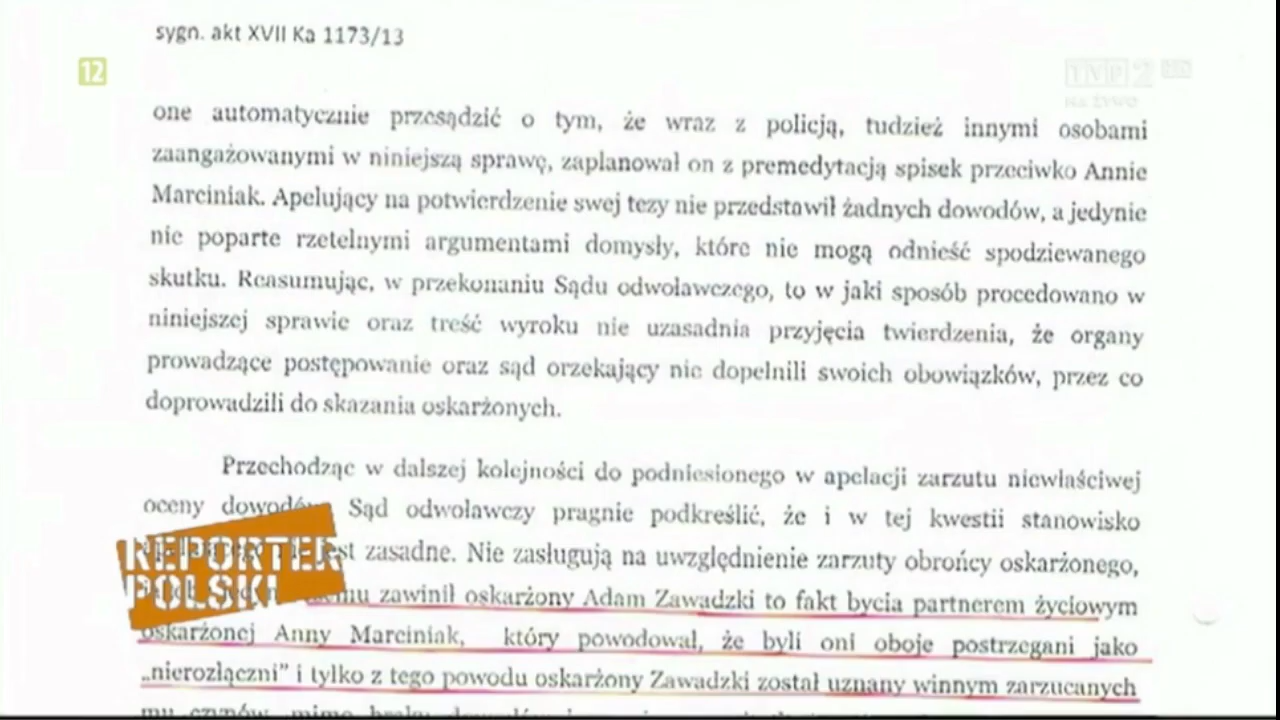 sygn. akt XVII Ka 1173/13
12
TVP2 HD
NA ŻYWO
one automatycznie przesądzić o tym, że wraz z policją, tudzież innymi osobami
zaangażowanymi w niniejszą sprawę, zaplanował on z premedytacją spisek przeciwko Annie
Marciniak. Apelujący na potwierdzenie swej tezy nie przedstawił żadnych dowodów, a jedynie
nie poparte rzetelnymi argumentami domysły, które nie mogą odnieść spodziewanego
skutku. Reasumując, w przekonaniu Sądu odwoławczego, to w jaki sposób procedowano w
niniejszej sprawie oraz treść wyroku nie uzasadnia przyjęcia twierdzenia, że organy
prowadzące postępowanie oraz sąd orzekający nie dopełnili swoich obowiązków, przez co
doprowadzili do skazania oskarżonych.
Przechodząc w dalszej kolejności do podniesionego w apelacji zarzutu niewłaściwej
oceny dowodów, Sąd odwoławczy pragnie podkreślić, że i w tej kwestii stanowisko
jest zasadne. Nie zasługują na uwzględnienie zarzuty obrońcy oskarżonego,
zawinił oskarżony Adam Zawadzki to fakt bycia partnerem życiowym
oskarżonej Anny Marciniak, który powodował, że byli oni oboje postrzegani jako
„nierozłączni” i tylko z tego powodu oskarżony Zawadzki został uznany winnym zarzucanych
mu czynów, mimo braku
REPORTER
POLSKI